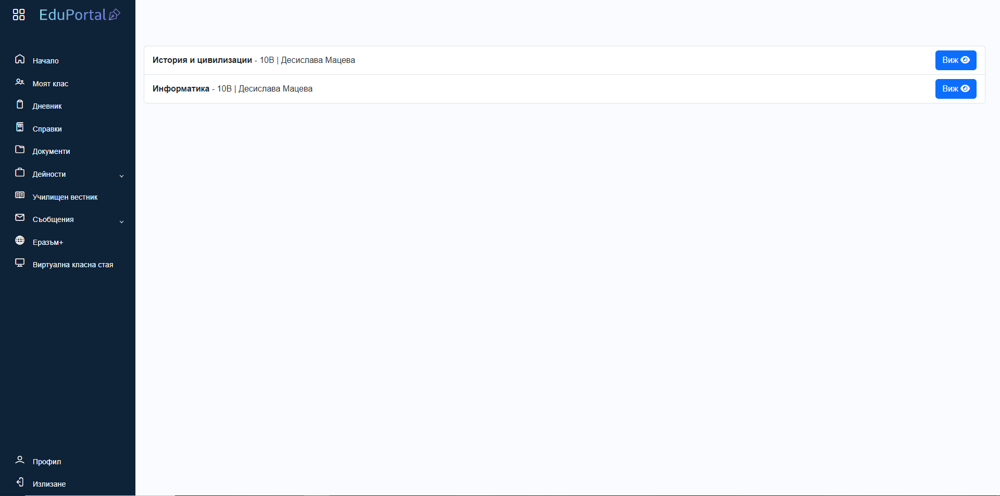 EduPortal
Начало
Моят клас
Дневник
Справки
Документи
Дейности
Училищен вестник
Съобщения
Еразъм+
Виртуална класна стая
Профил
Излизане
История и цивилизации - 10В | Десислава Мацева
Виж
Информатика - 10В | Десислава Мацева
Виж